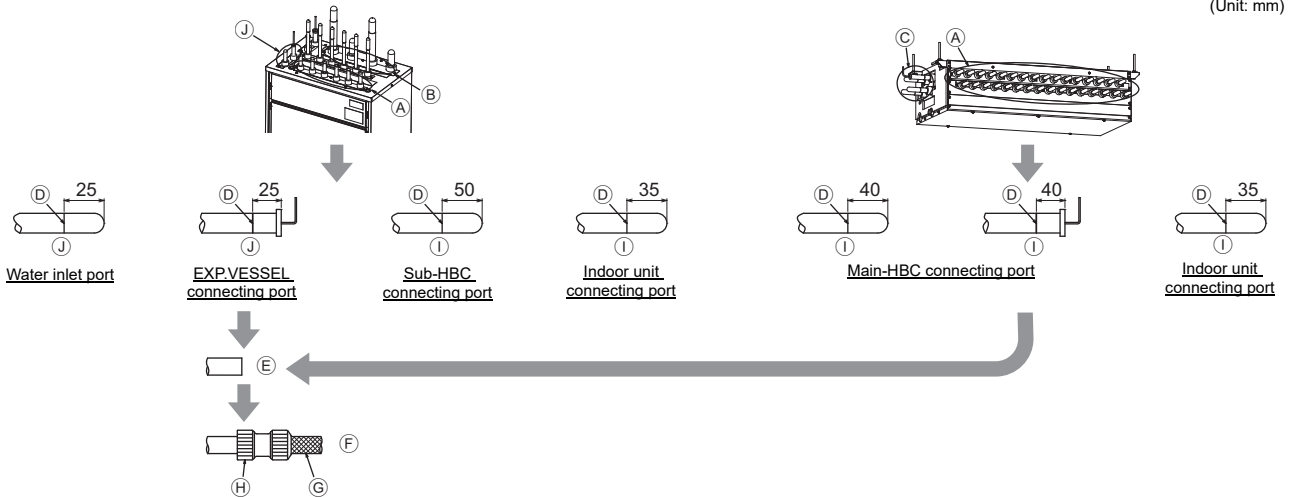 (Unit: mm)
Ⓙ
Ⓑ
Ⓐ
Ⓒ
Ⓐ
Ⓓ 25
Ⓙ
Water inlet port
Ⓓ 25
Ⓙ
EXP.VESSEL
connecting port
Ⓓ 50
Ⓘ
Sub-HBC
connecting port
Ⓓ 35
Ⓘ
Indoor unit
connecting port
Ⓓ 40
Ⓘ
Ⓓ 40
Ⓘ
Main-HBC connecting port
Ⓓ 35
Ⓘ
Indoor unit
connecting port
Ⓔ
Ⓕ
Ⓗ
Ⓖ